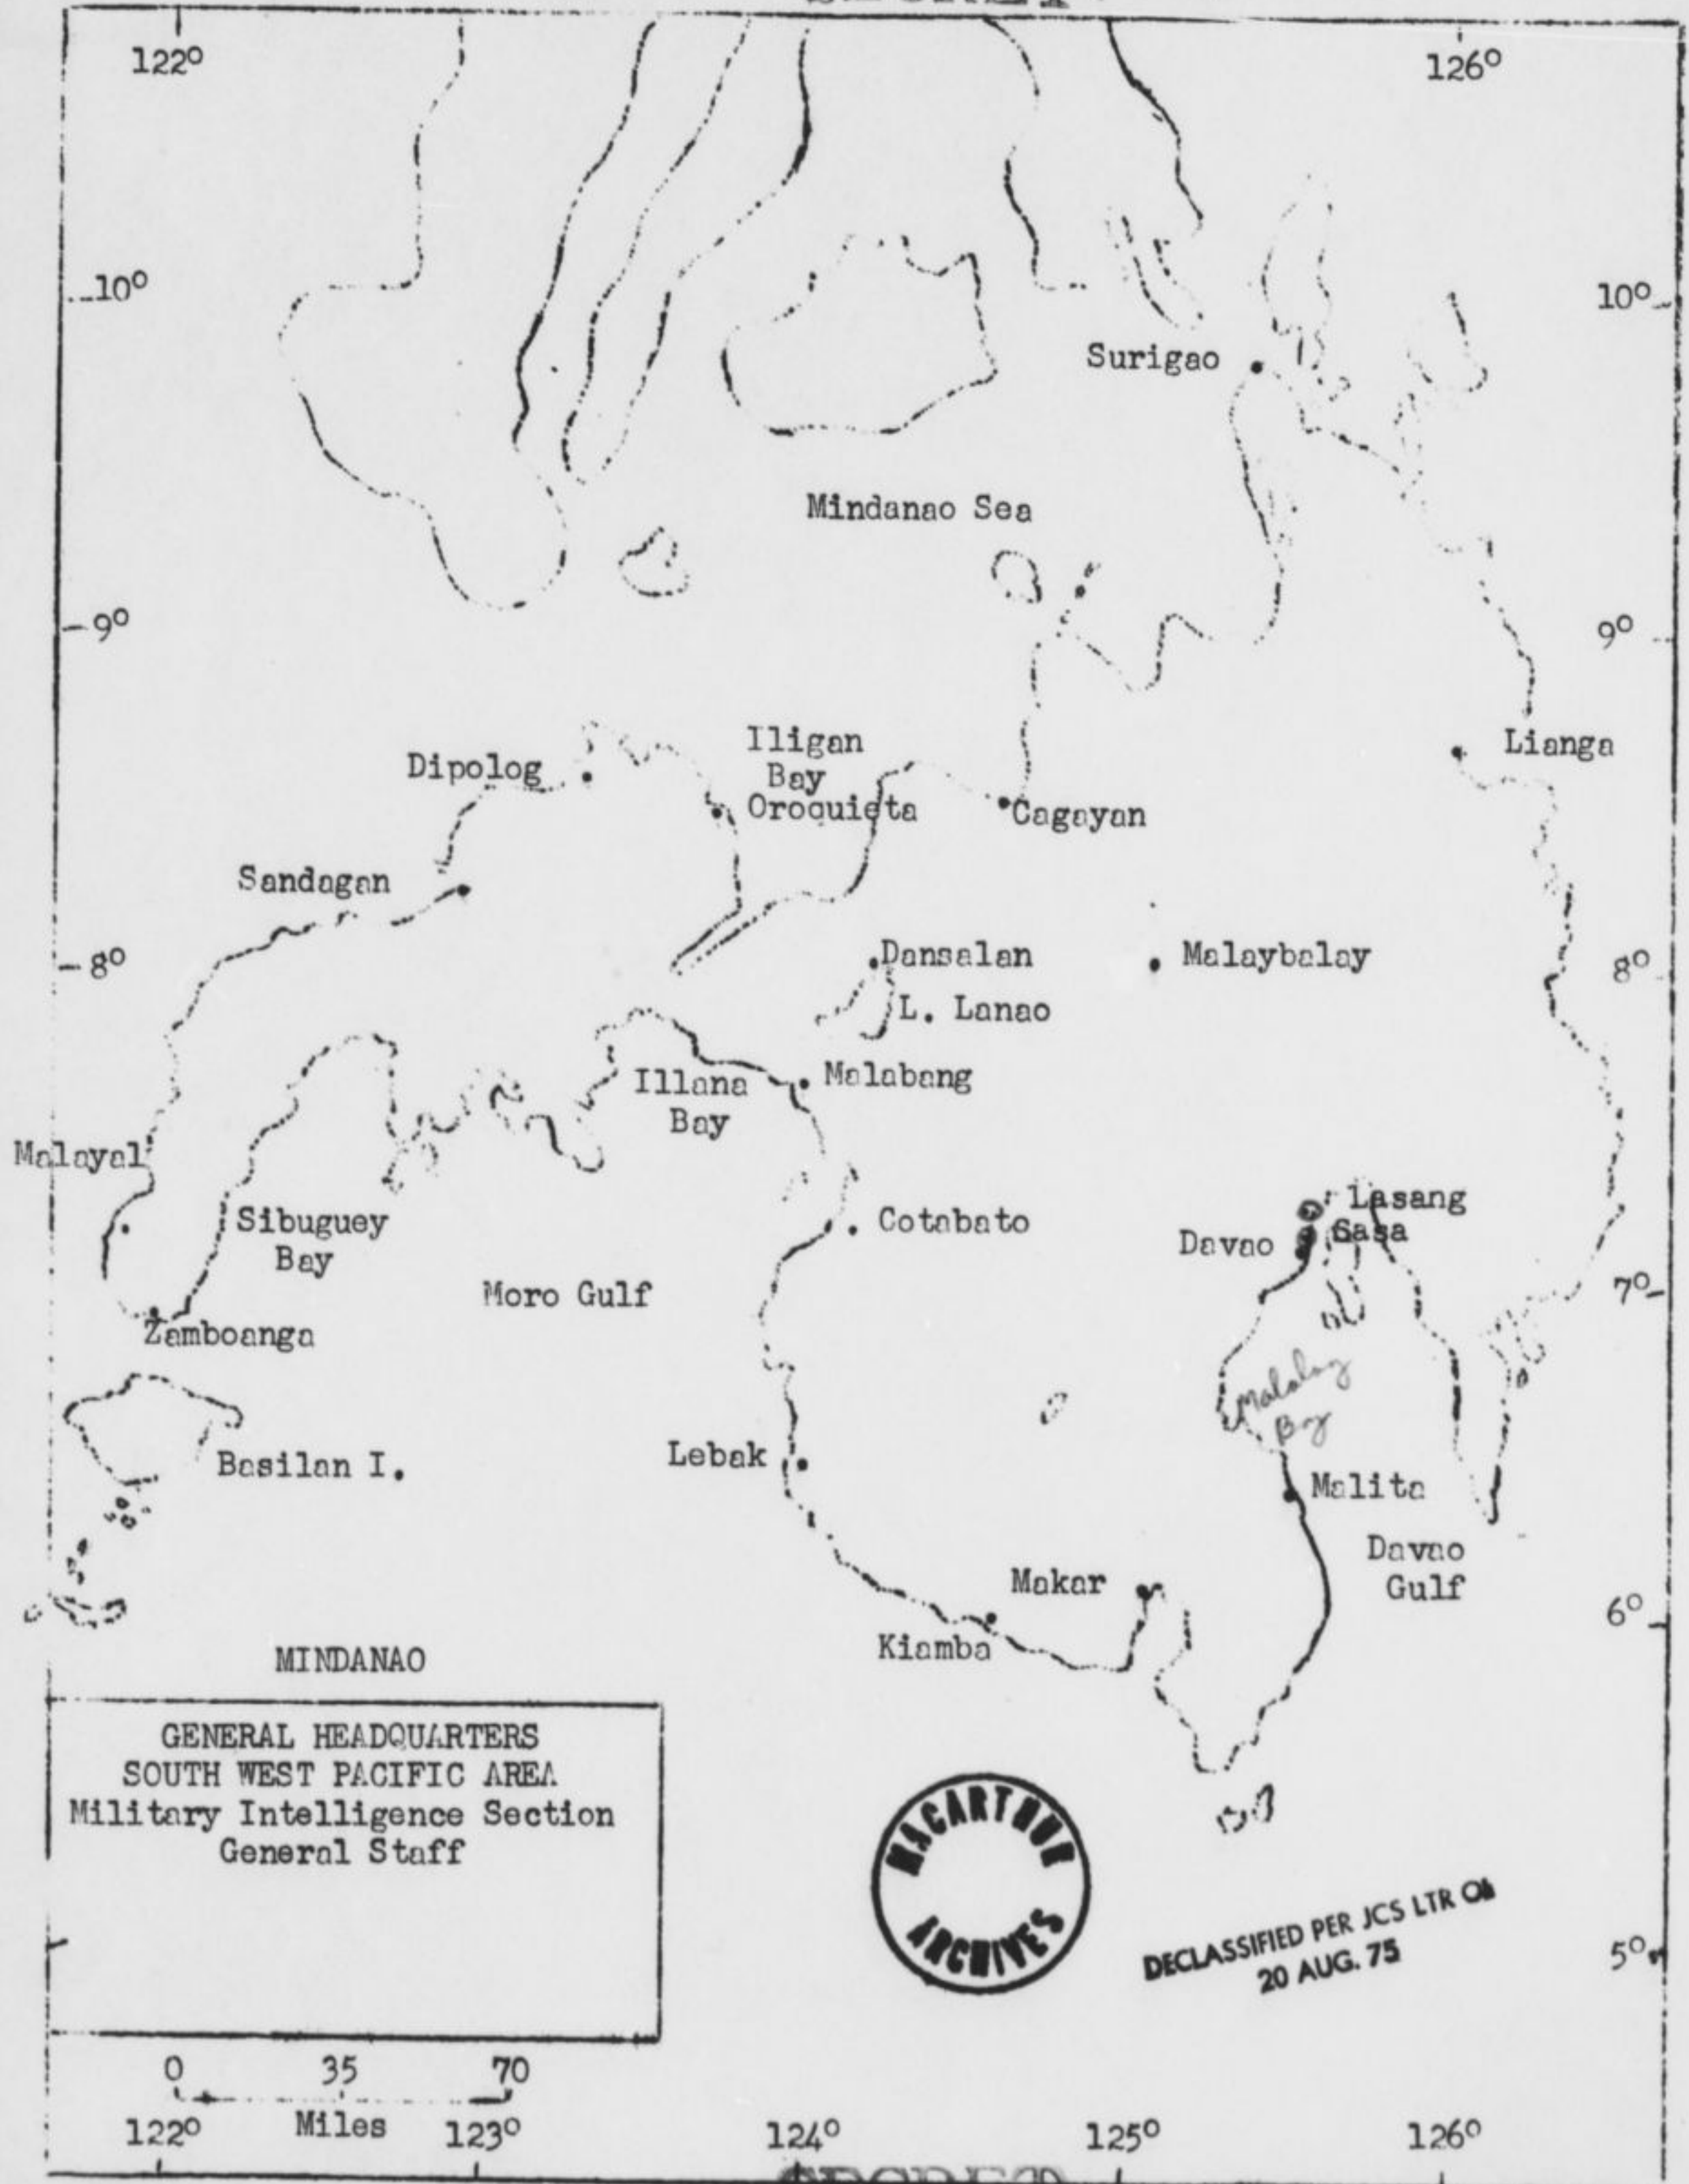 122° 126°
10° 10°
Surigao
Mindanao Sea
9° 9°
Iligan
Bay
Dipolog
Lianga
Oroquieta
Cagayan
Sandagan
Dansalan
Malaybalay
8° 8°
L. Lanao
Illana
Bay
Malabang
Malayal
Lasang
Sibuguey
Bay
Cotabato
Sasa
Davao
Moro Gulf
7°
Zamboanga
Malalag
Bay
Basilan I.
Lebak
Malita
Davao
Gulf
Makar
6°
Kiamba
MINDANAO
GENERAL HEADQUARTERS
SOUTH WEST PACIFIC AREA
Military Intelligence Section
General Staff
MACARTHUR
ARCHIVES
DECLASSIFIED PER JCS LTR OF
20 AUG. 75
5°
0 35 70
Miles
122° 123° 124° 125° 126°
SECRET